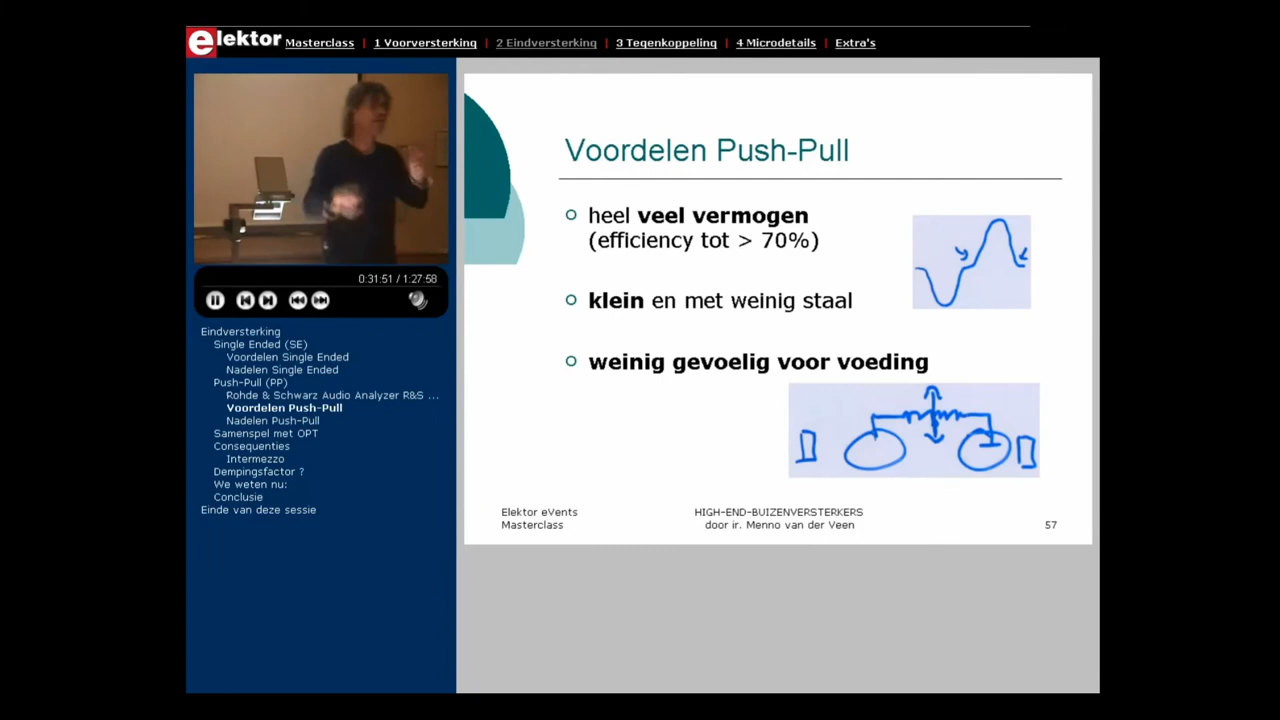 elektor
Masterclass | 1 Voorversterking | 2 Eindversterking | 3 Tegenkoppeling | 4 Microdetails | Extra's
0:31:51 / 1:27:58
Eindversterking
Single Ended (SE)
Voordelen Single Ended
Nadelen Single Ended
Push-Pull (PP)
Rohde & Schwarz Audio Analyzer R&S ...
Voordelen Push-Pull
Nadelen Push-Pull
Samenspel met OPT
Consequenties
Intermezzo
Dempingsfactor ?
We weten nu:
Conclusie
Einde van deze sessie
Voordelen Push-Pull
heel veel vermogen
(efficiency tot > 70%)
klein en met weinig staal
weinig gevoelig voor voeding
Elektor eVents
Masterclass
HIGH-END-BUIZENVERSTERKERS
door ir. Menno van der Veen
57